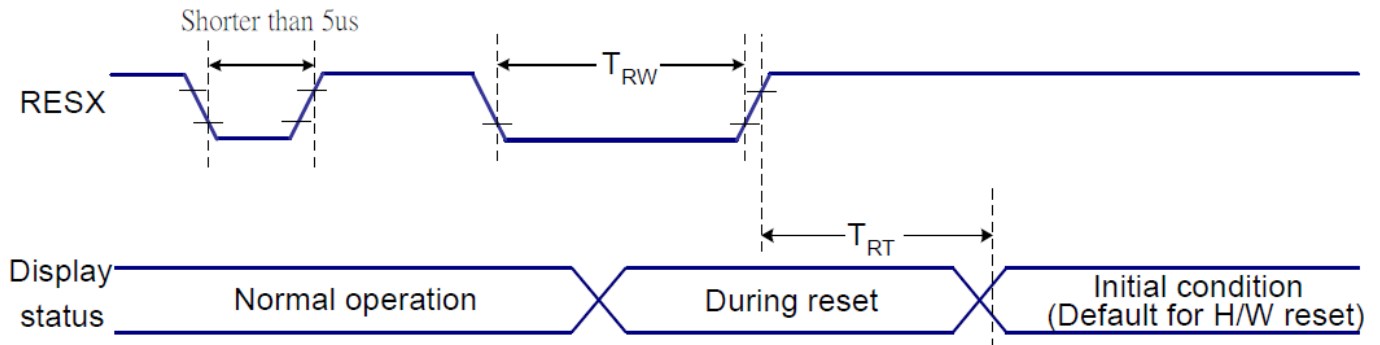 Shorter than 5us
RESX
TRW
TRT
Display
status
Normal operation
During reset
Initial condition
(Default for H/W reset)